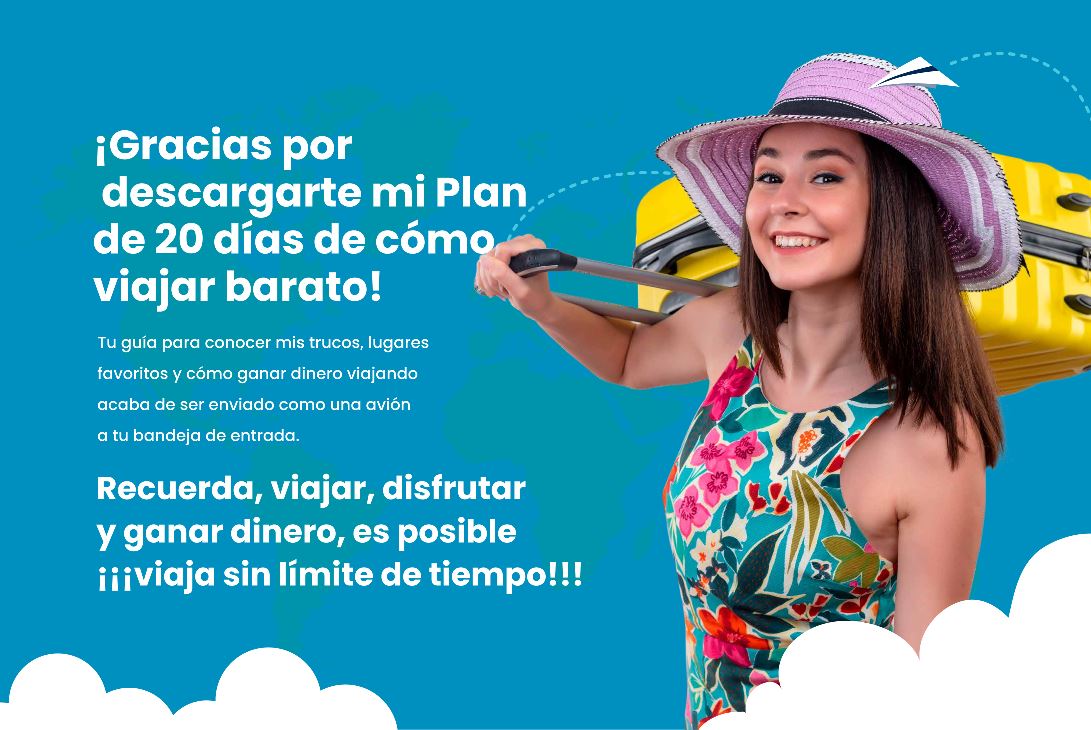 ¡Gracias por
descargarte mi Plan
de 20 días de cómo
viajar barato!
Tu guía para conocer mis trucos, lugares
favoritos y cómo ganar dinero viajando
acaba de ser enviado como una avión
a tu bandeja de entrada.
Recuerda, viajar, disfrutar
y ganar dinero, es posible
¡¡¡viaja sin límite de tiempo!!!